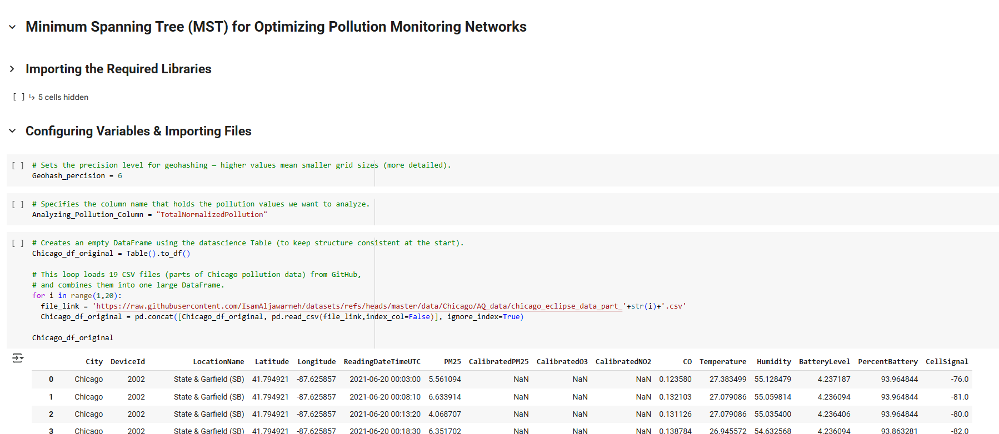 Minimum Spanning Tree (MST) for Optimizing Pollution Monitoring Networks
Importing the Required Libraries
[ ] ↳ 5 cells hidden
Configuring Variables & Importing Files
[ ] # Sets the precision level for geohashing – higher values mean smaller grid sizes (more detailed).
Geohash_percision = 6
[ ] # Specifies the column name that holds the pollution values we want to analyze.
Analyzing_Pollution_Column = "TotalNormalizedPollution"
[ ] # Creates an empty DataFrame using the datascience Table (to keep structure consistent at the start).
Chicago_df_original = Table().to_df()
# This loop loads 19 CSV files (parts of Chicago pollution data) from GitHub,
# and combines them into one large DataFrame.
for i in range(1,20):
  file_link = 'https://raw.githubusercontent.com/IsamAljawarneh/datasets/refs/heads/master/data/Chicago/AQ_data/chicago_eclipse_data_part_'+str(i)+'.csv'
  Chicago_df_original = pd.concat([Chicago_df_original, pd.read_csv(file_link,index_col=False)], ignore_index=True)
Chicago_df_original
City DeviceId LocationName Latitude Longitude ReadingDateTimeUTC PM25 CalibratedPM25 CalibratedO3 CalibratedNO2 CO Temperature Humidity BatteryLevel PercentBattery CellSignal
0 Chicago 2002 State & Garfield (SB) 41.794921 -87.625857 2021-06-20 00:03:00 5.561094 NaN NaN NaN 0.123580 27.383499 55.128479 4.237187 93.964844 -76.0
1 Chicago 2002 State & Garfield (SB) 41.794921 -87.625857 2021-06-20 00:08:10 6.633914 NaN NaN NaN 0.132103 27.079086 55.059814 4.236094 93.964844 -81.0
2 Chicago 2002 State & Garfield (SB) 41.794921 -87.625857 2021-06-20 00:13:20 4.068707 NaN NaN NaN 0.131126 27.079086 55.035400 4.236406 93.964844 -80.0
3 Chicago 2002 State & Garfield (SB) 41.794921 -87.625857 2021-06-20 00:18:30 6.351702 NaN NaN NaN 0.138784 26.945572 54.632568 4.236094 93.863281 -82.0